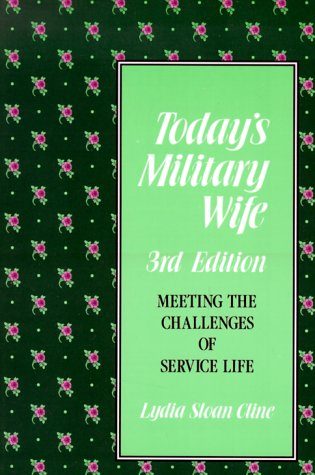 Today's
Military
Wife
3rd Edition
MEETING THE
CHALLENGES
OF
SERVICE LIFE
Lydia Sloan Cline